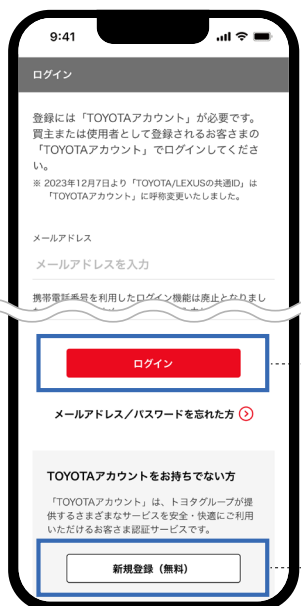 9:41
ログイン
登録には「TOYOTAアカウント」が必要です。
買主または使用者として登録されるお客さまの
「TOYOTAアカウント」でログインしてくださ
い。
※ 2023年12月7日より「TOYOTA/LEXUSの共通ID」は
「TOYOTAアカウント」に呼称変更いたしました。
メールアドレス
メールアドレスを入力
携帯電話番号を利用したログイン機能は廃止となりまし
ログイン
メールアドレス／パスワードを忘れた方
TOYOTAアカウントをお持ちでない方
「TOYOTAアカウント」は、トヨタグループが提
供するさまざまなサービスを安全・快適にご利用
いただけるお客さま認証サービスです。
新規登録（無料）